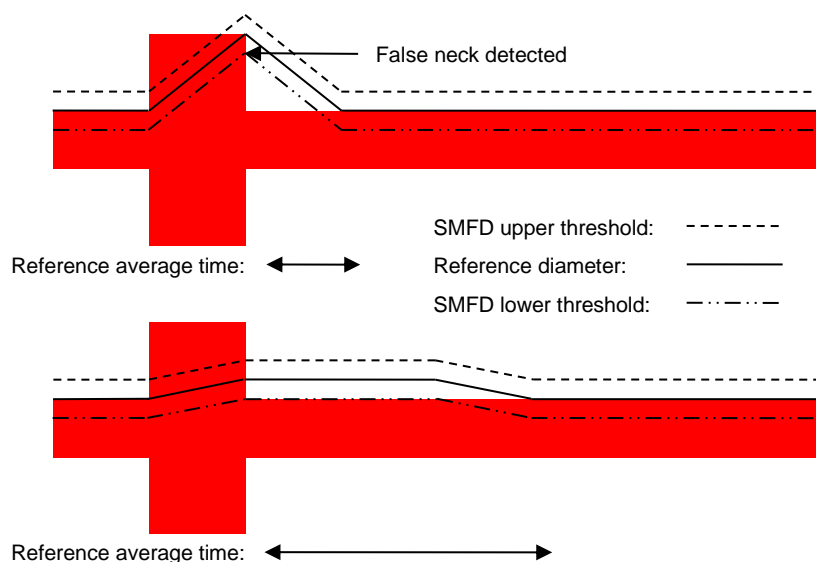 False neck detected
SMFD upper threshold:
Reference average time:
Reference diameter:
SMFD lower threshold:
Reference average time: